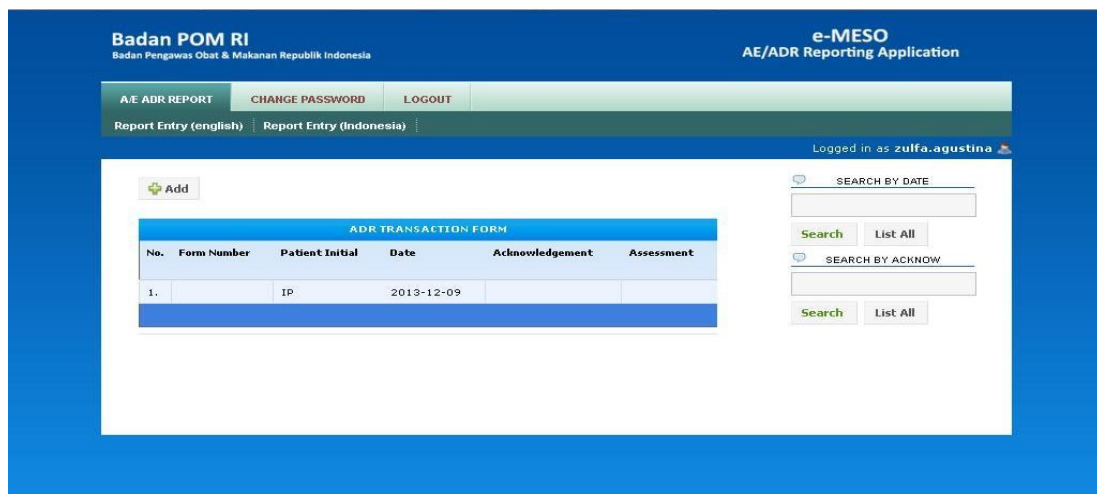 Badan POM RI
Badan Pengawas Obat & Makanan Republik Indonesia
e-MESO
AE/ADR Reporting Application
A/E ADR REPORT CHANGE PASSWORD LOGOUT
Report Entry (english) Report Entry (Indonesia)
Logged in as zulfa.agustina
Add
ADR TRANSACTION FORM
No. Form Number Patient Initial Date Acknowledgement Assessment
1. IP 2013-12-09
SEARCH BY DATE
Search List All
SEARCH BY ACKNOW
Search List All